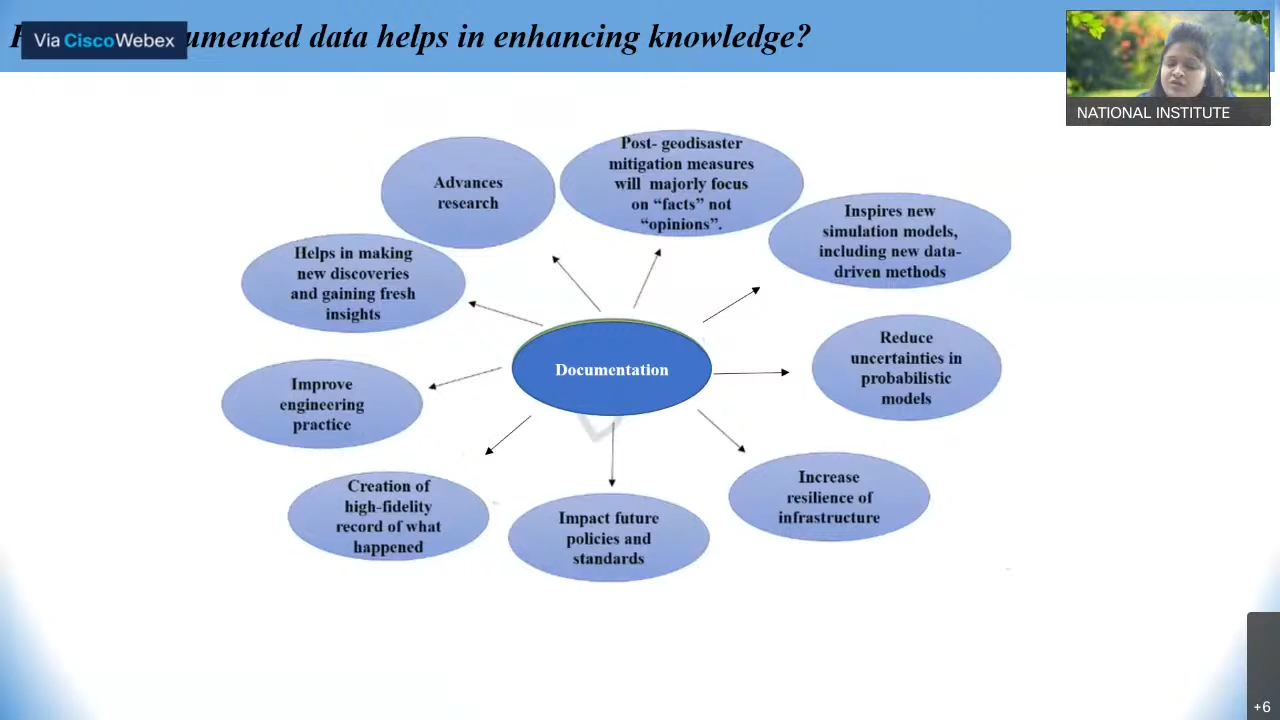 umented data helps in enhancing knowledge?
Via Cisco Webex
NATIONAL INSTITUTE
Advances
research
Post- geodisaster
mitigation measures
will majorly focus
on “facts” not
“opinions”.
Inspires new
simulation models,
including new data-
driven methods
Helps in making
new discoveries
and gaining fresh
insights
Documentation
Reduce
uncertainties in
probabilistic
models
Improve
engineering
practice
Increase
resilience of
infrastructure
Creation of
high-fidelity
record of what
happened
Impact future
policies and
standards
+6